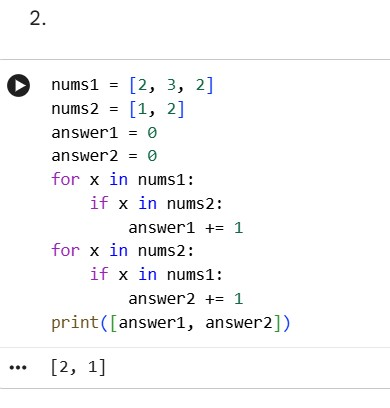 2.
nums1 = [2, 3, 2]
nums2 = [1, 2]
answer1 = 0
answer2 = 0
for x in nums1:
    if x in nums2:
        answer1 += 1
for x in nums2:
    if x in nums1:
        answer2 += 1
print([answer1, answer2])
[2, 1]